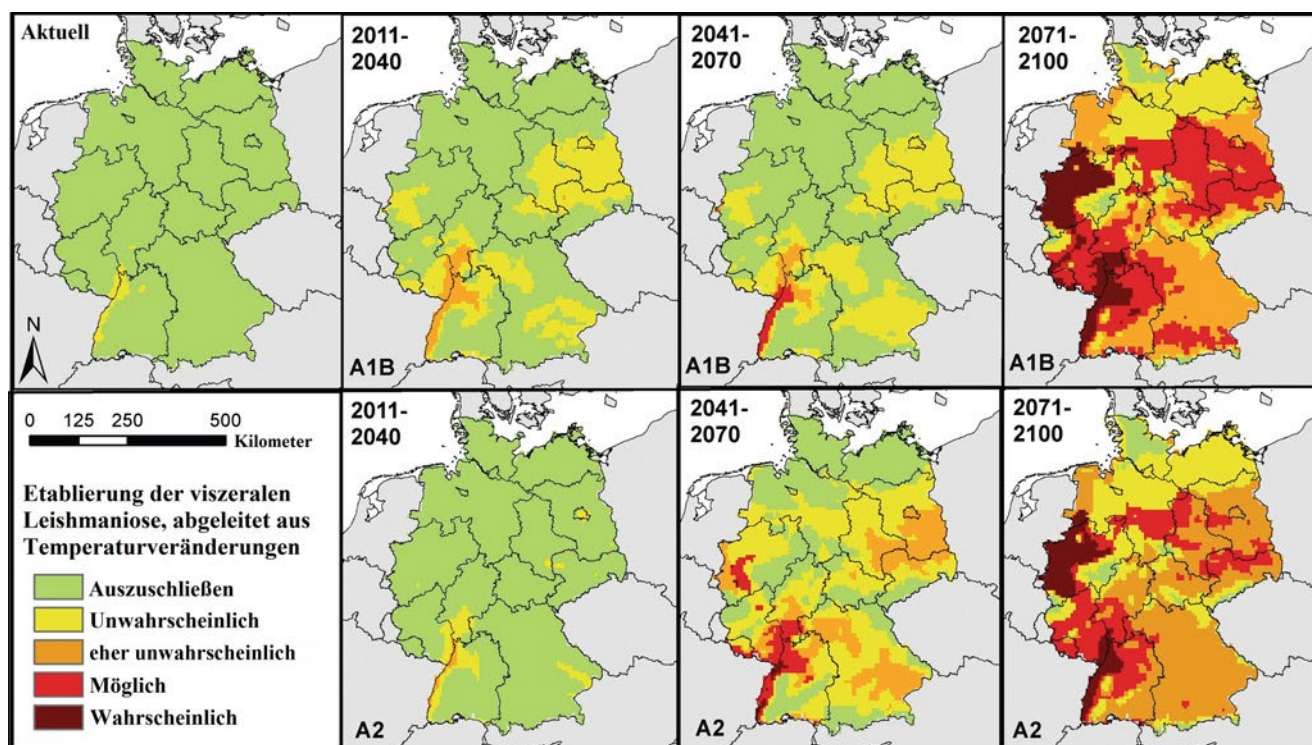 Aktuell
2011-
2040
2041-
2070
2071-
2100
N
A1B
A1B
A1B
0 125 250 500
Kilometer
2011-
2040
2041-
2070
2071-
2100
Etablierung der viszeralen
Leishmaniose, abgeleitet aus
Temperaturveränderungen
Auszuschließen
Unwahrscheinlich
eher unwahrscheinlich
Möglich
Wahrscheinlich
A2
A2
A2